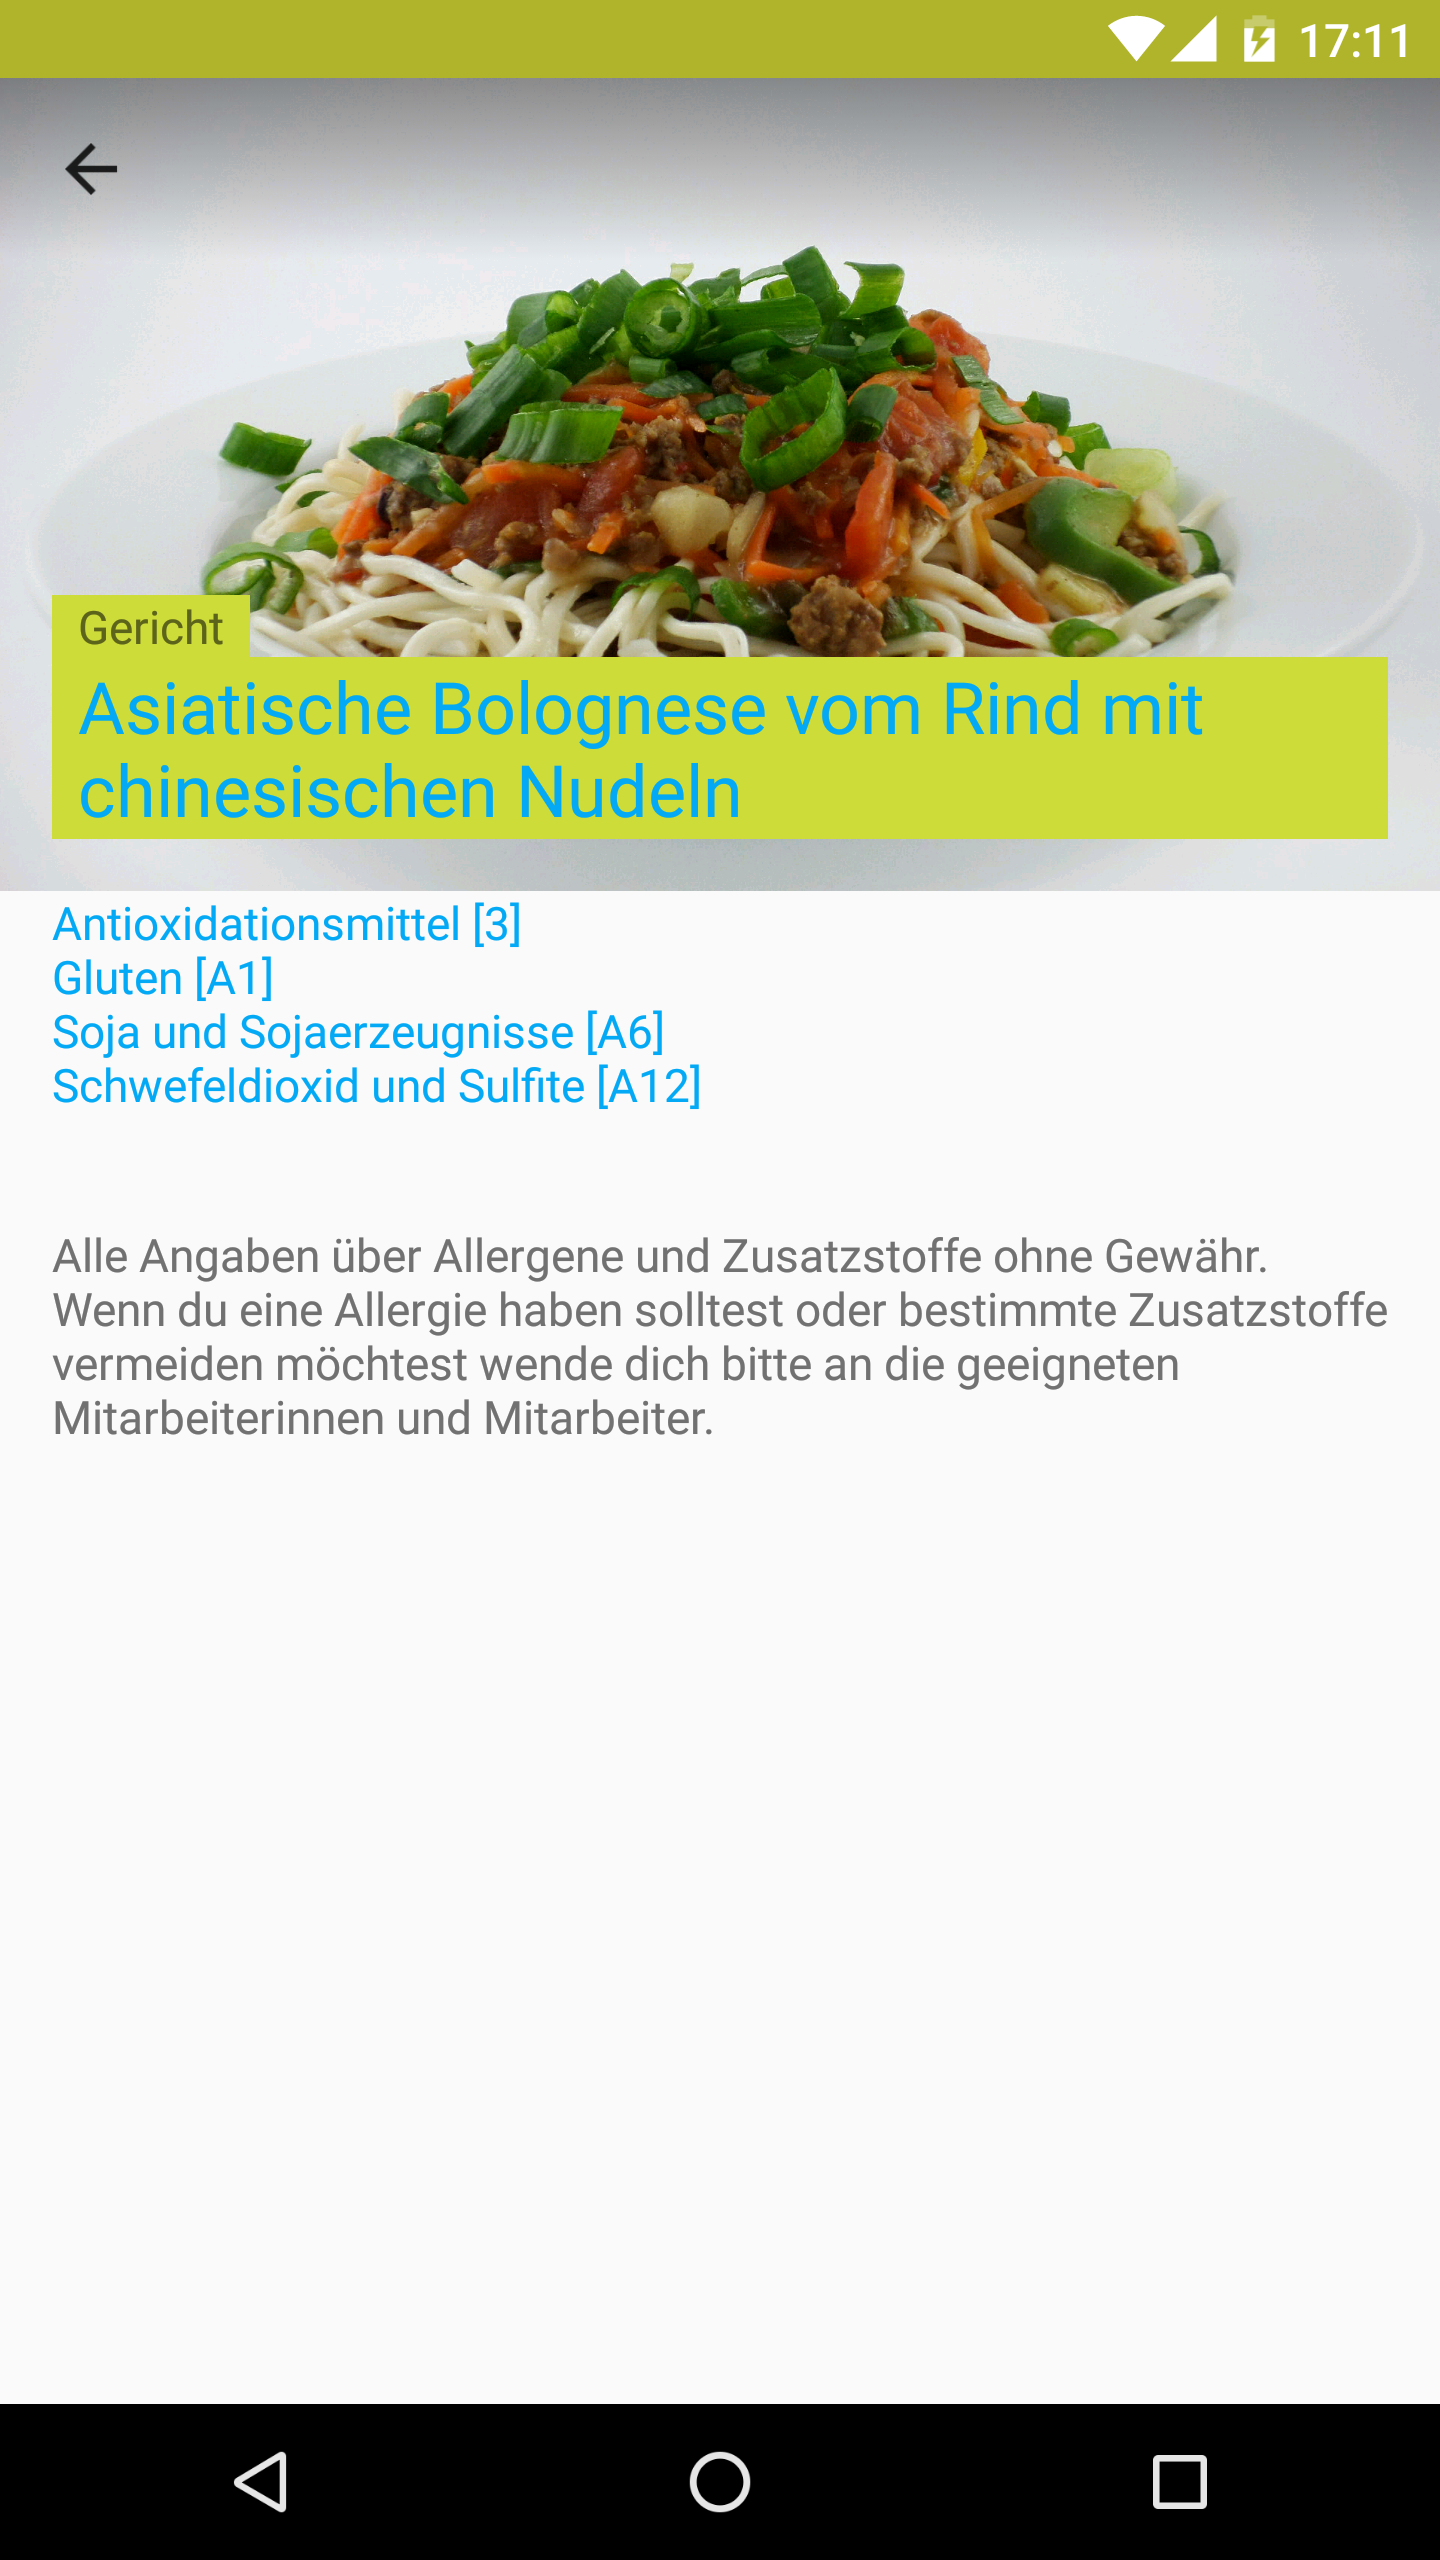 17:11
Gericht
Asiatische Bolognese vom Rind mit
chinesischen Nudeln
Antioxidationsmittel [3]
Gluten [A1]
Soja und Sojaerzeugnisse [A6]
Schwefeldioxid und Sulfite [A12]
Alle Angaben über Allergene und Zusatzstoffe ohne Gewähr.
Wenn du eine Allergie haben solltest oder bestimmte Zusatzstoffe
vermeiden möchtest wende dich bitte an die geeigneten
Mitarbeiterinnen und Mitarbeiter.